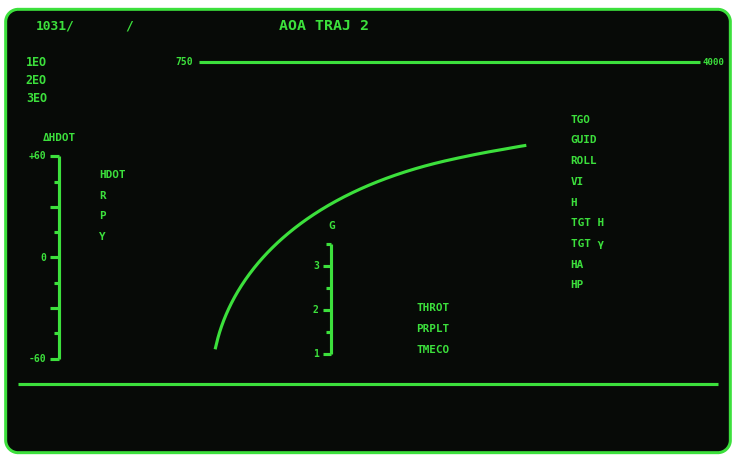 1031/ / AOA TRAJ 2
1EO
2EO
3EO
750 4000
ΔHDOT
+60
0
-60
HDOT
R
P
Y
G
3
2
1
THROT
PRPLT
TMECO
TGO
GUID
ROLL
VI
H
TGT H
TGT γ
HA
HP